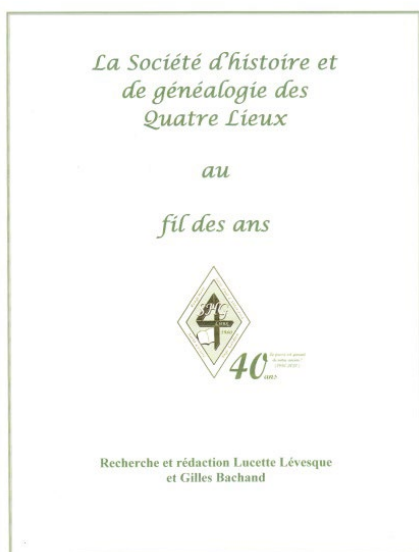 La Société d'histoire et
de généalogie des
Quatre Lieux
au
fil des ans
40
ans
Recherche et rédaction Lucette Lévesque
et Gilles Bachand